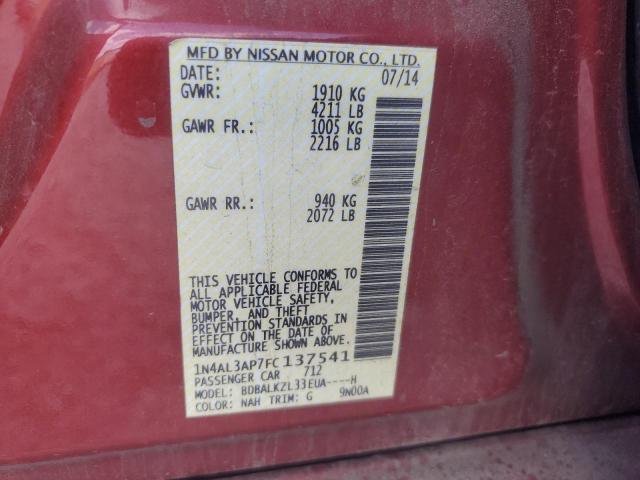 MFD BY NISSAN MOTOR CO., LTD.
DATE: 07/14
GVWR: 1910 KG
4211 LB
GAWR FR.: 1005 KG
2216 LB
GAWR RR.: 940 KG
2072 LB
THIS VEHICLE CONFORMS TO
ALL APPLICABLE FEDERAL
MOTOR VEHICLE SAFETY,
BUMPER, AND THEFT
PREVENTION STANDARDS IN
EFFECT ON THE DATE OF
MANUFACTURE SHOWN ABOVE.
1N4AL3AP7FC137541
PASSENGER CAR 712
MODEL: BDBALKZL33EUA----H
COLOR: NAH TRIM: G 9N00A